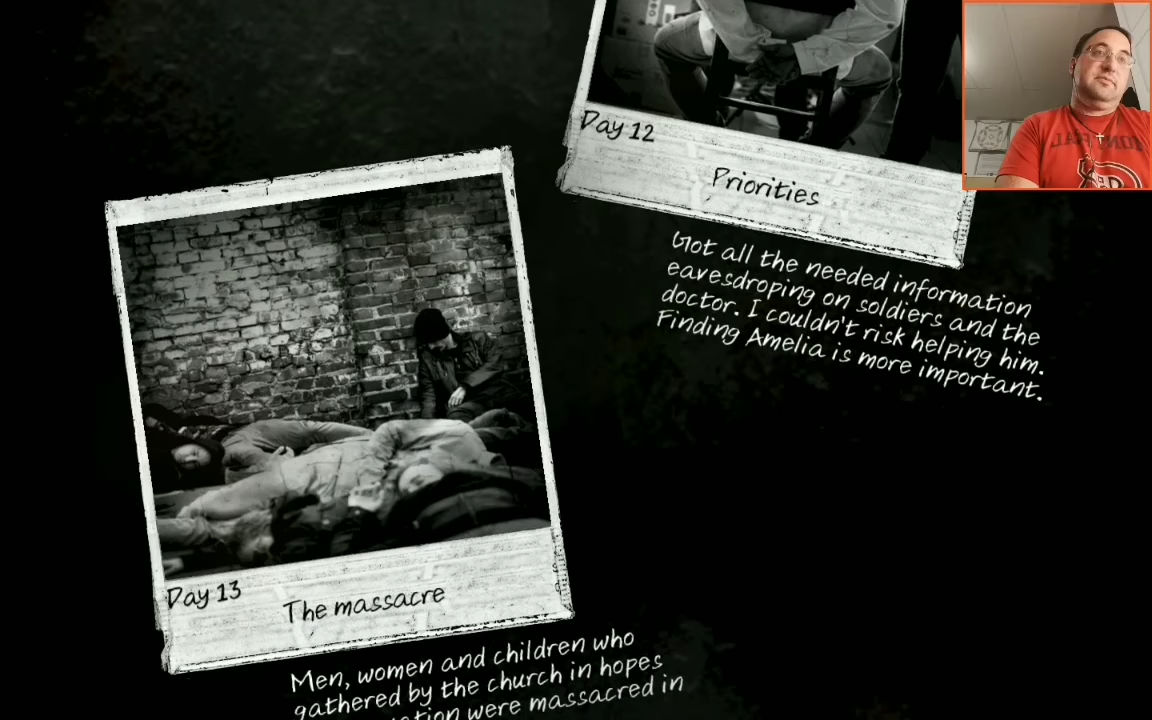 Day 12
Priorities
Got all the needed information
eavesdroping on soldiers and the
doctor. I couldn't risk helping him.
Finding Amelia is more important.
Day 13
The massacre
Men, women and children who
gathered by the church in hopes
were massacred in